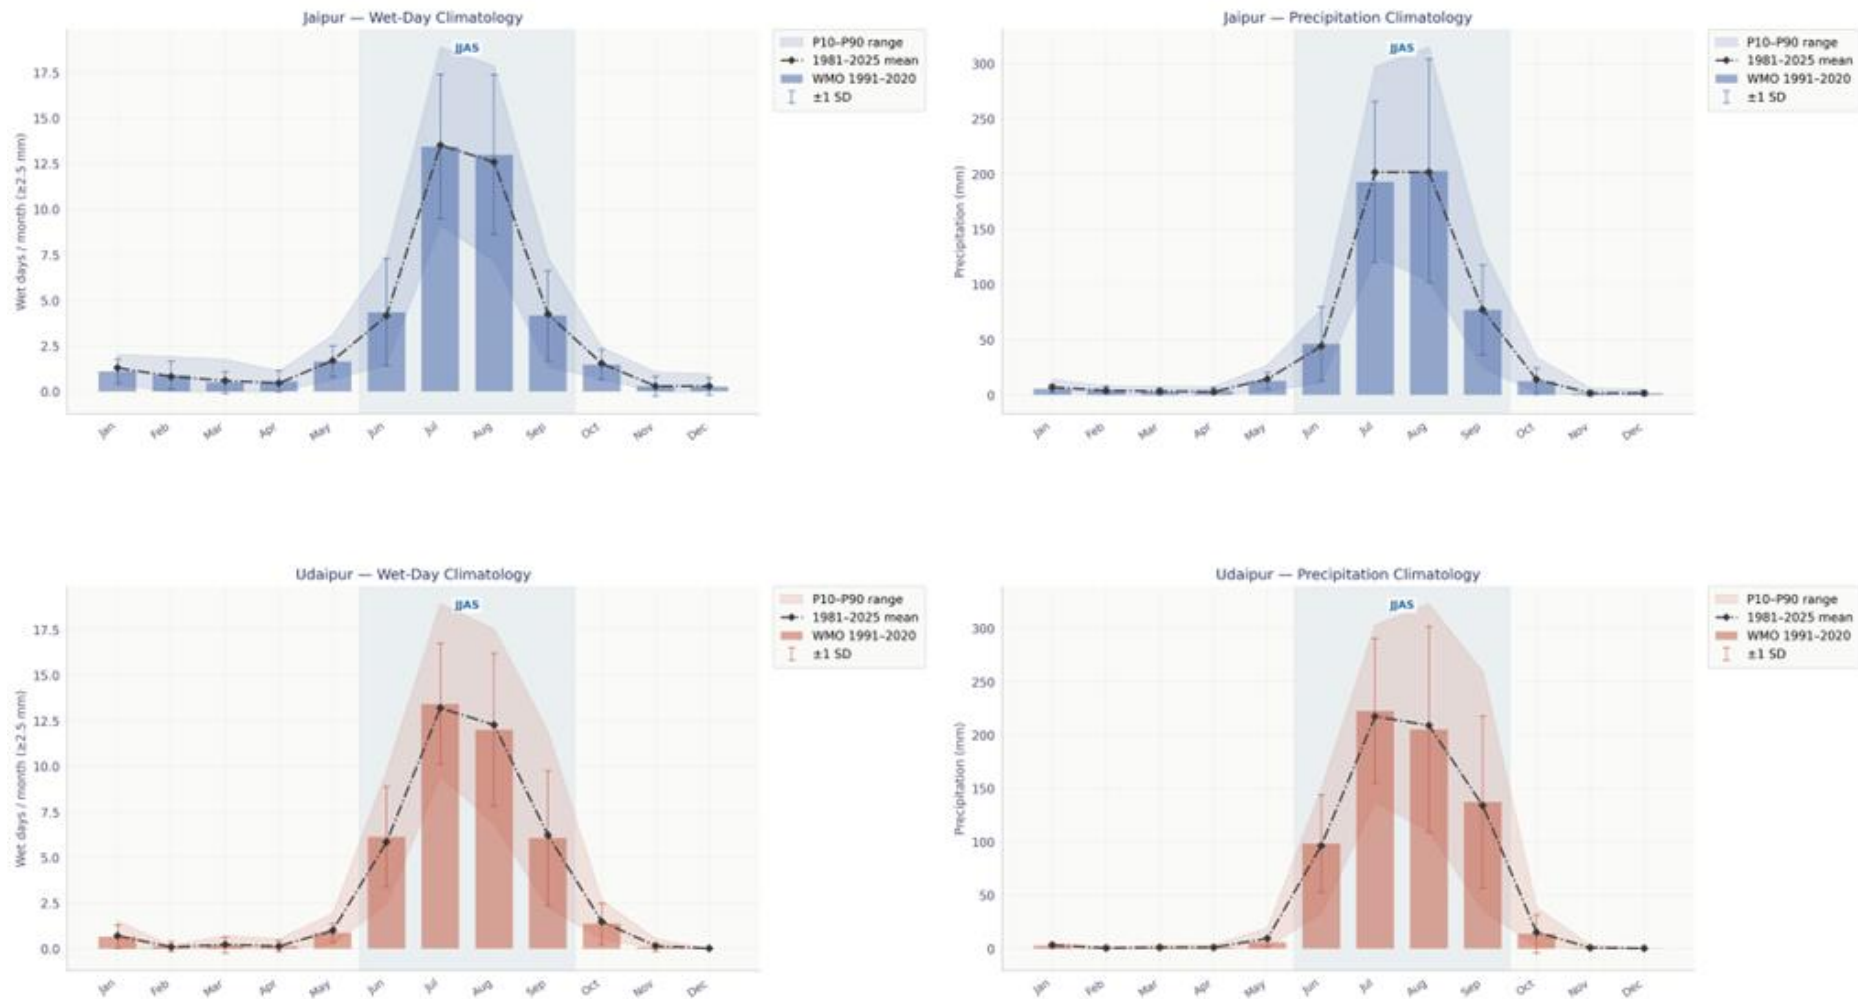 Jaipur — Wet-Day Climatology
JJAS
P10–P90 range
1981–2025 mean
WMO 1991–2020
±1 SD
Wet days / month (≥2.5 mm)
17.5
15.0
12.5
10.0
7.5
5.0
2.5
0.0
Jan Feb Mar Apr May Jun Jul Aug Sep Oct Nov Dec
Jaipur — Precipitation Climatology
JJAS
P10–P90 range
1981–2025 mean
WMO 1991–2020
±1 SD
Precipitation (mm)
300
250
200
150
100
50
0
Jan Feb Mar Apr May Jun Jul Aug Sep Oct Nov Dec
Udaipur — Wet-Day Climatology
JJAS
P10–P90 range
1981–2025 mean
WMO 1991–2020
±1 SD
Wet days / month (≥2.5 mm)
17.5
15.0
12.5
10.0
7.5
5.0
2.5
0.0
Jan Feb Mar Apr May Jun Jul Aug Sep Oct Nov Dec
Udaipur — Precipitation Climatology
JJAS
P10–P90 range
1981–2025 mean
WMO 1991–2020
±1 SD
Precipitation (mm)
300
250
200
150
100
50
0
Jan Feb Mar Apr May Jun Jul Aug Sep Oct Nov Dec